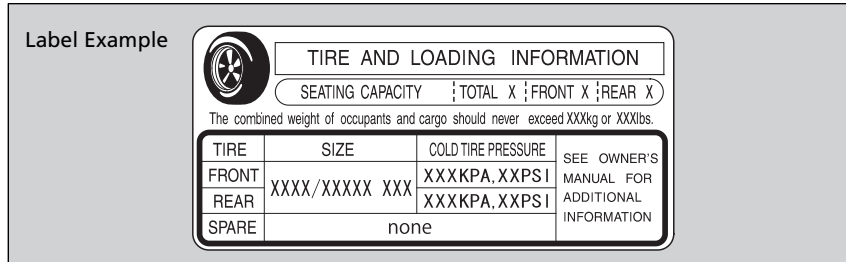 Label Example
TIRE AND LOADING INFORMATION
SEATING CAPACITY TOTAL X FRONT X REAR X
The combined weight of occupants and cargo should never exceed XXXkg or XXXlbs.
TIRE SIZE COLD TIRE PRESSURE
FRONT XXXX/XXXXX XXX XXXKPA,XXPSI
REAR XXXKPA,XXPSI
SPARE none
SEE OWNER'S
MANUAL FOR
ADDITIONAL
INFORMATION